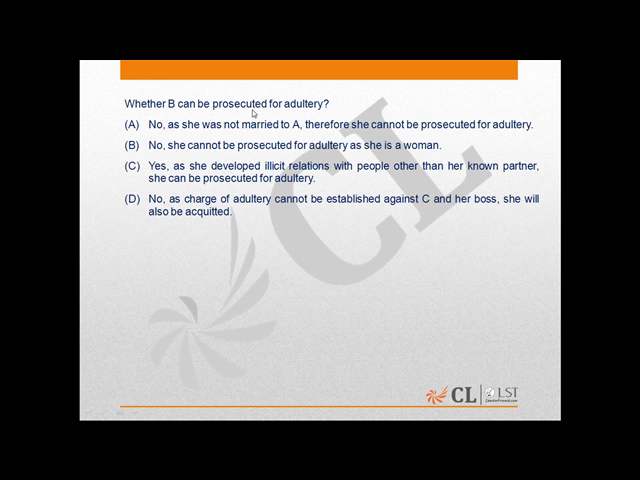 Whether B can be prosecuted for adultery?
(A) No, as she was not married to A, therefore she cannot be prosecuted for adultery.
(B) No, she cannot be prosecuted for adultery as she is a woman.
(C) Yes, as she developed illicit relations with people other than her known partner,
she can be prosecuted for adultery.
(D) No, as charge of adultery cannot be established against C and her boss, she will
also be acquitted.
CL
CL LST